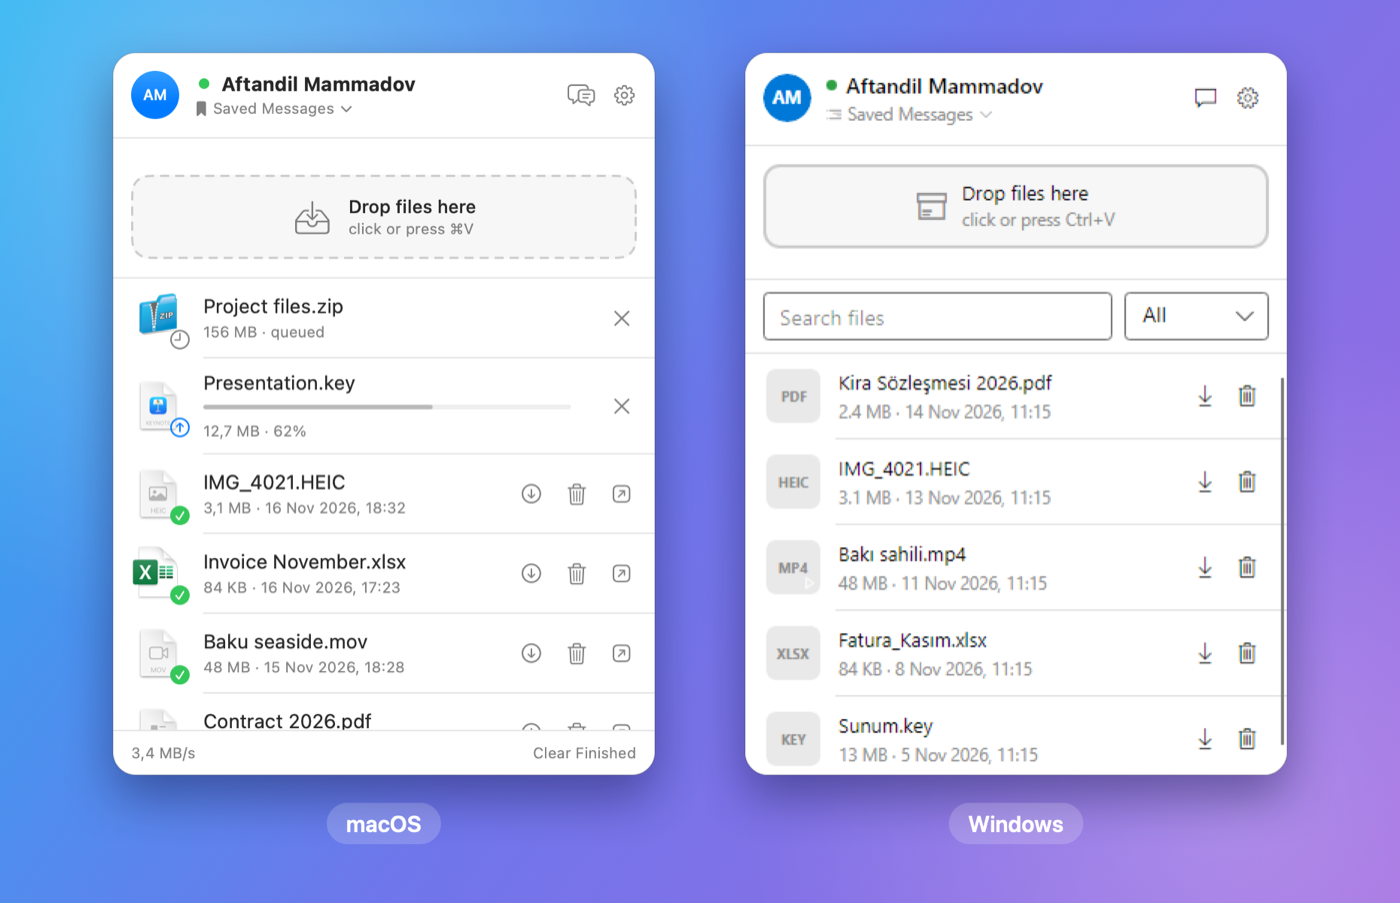 AM
Aftandil Mammadov
Saved Messages
Drop files here
click or press ⌘V
ZIP
Project files.zip
156 MB · queued
Presentation.key
KEYNOTE
12,7 MB · 62%
IMG_4021.HEIC
HEIC
3,1 MB · 16 Nov 2026, 18:32
X
Invoice November.xlsx
84 KB · 16 Nov 2026, 17:23
Baku seaside.mov
MOV
48 MB · 15 Nov 2026, 18:28
Contract 2026.pdf
3,4 MB/s
Clear Finished
macOS
AM
Aftandil Mammadov
Saved Messages
Drop files here
click or press Ctrl+V
Search files
All
PDF
Kira Sözleşmesi 2026.pdf
2.4 MB · 14 Nov 2026, 11:15
HEIC
IMG_4021.HEIC
3.1 MB · 13 Nov 2026, 11:15
MP4
Bakı sahili.mp4
48 MB · 11 Nov 2026, 11:15
XLSX
Fatura_Kasım.xlsx
84 KB · 8 Nov 2026, 11:15
KEY
Sunum.key
13 MB · 5 Nov 2026, 11:15
Windows